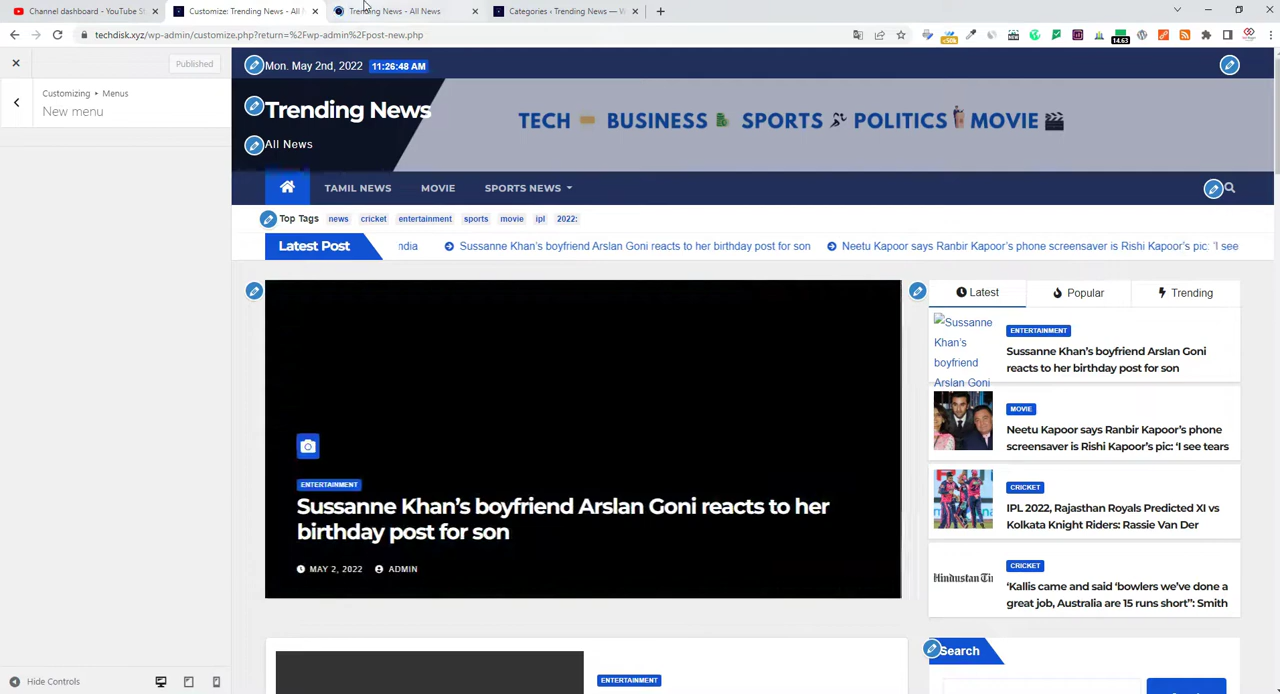 Channel dashboard - YouTube St
Customize: Trending News - All N
Trending News - All News
Categories ‹ Trending News — W
techdisk.xyz/wp-admin/customize.php?return=%2Fwp-admin%2Fpost-new.php
14.63
Published
Customizing ▸ Menus
New menu
Mon. May 2nd, 2022 11:26:48 AM
Trending News
All News
TECH BUSINESS SPORTS POLITICS MOVIE
TAMIL NEWS MOVIE SPORTS NEWS
Top Tags news cricket entertainment sports movie ipl 2022:
Latest Post
ndia Sussanne Khan’s boyfriend Arslan Goni reacts to her birthday post for son Neetu Kapoor says Ranbir Kapoor’s phone screensaver is Rishi Kapoor’s pic: ‘I see
ENTERTAINMENT
Sussanne Khan’s boyfriend Arslan Goni reacts to her
birthday post for son
MAY 2, 2022 ADMIN
ENTERTAINMENT
Latest Popular Trending
Sussanne
Khan’s
boyfriend
Arslan Goni
ENTERTAINMENT
Sussanne Khan’s boyfriend Arslan Goni
reacts to her birthday post for son
MOVIE
Neetu Kapoor says Ranbir Kapoor’s phone
screensaver is Rishi Kapoor’s pic: ‘I see tears
CRICKET
IPL 2022, Rajasthan Royals Predicted XI vs
Kolkata Knight Riders: Rassie Van Der
Hindustan Tin
CRICKET
‘Kallis came and said ‘bowlers we’ve done a
great job, Australia are 15 runs short”: Smith
Search
Hide Controls